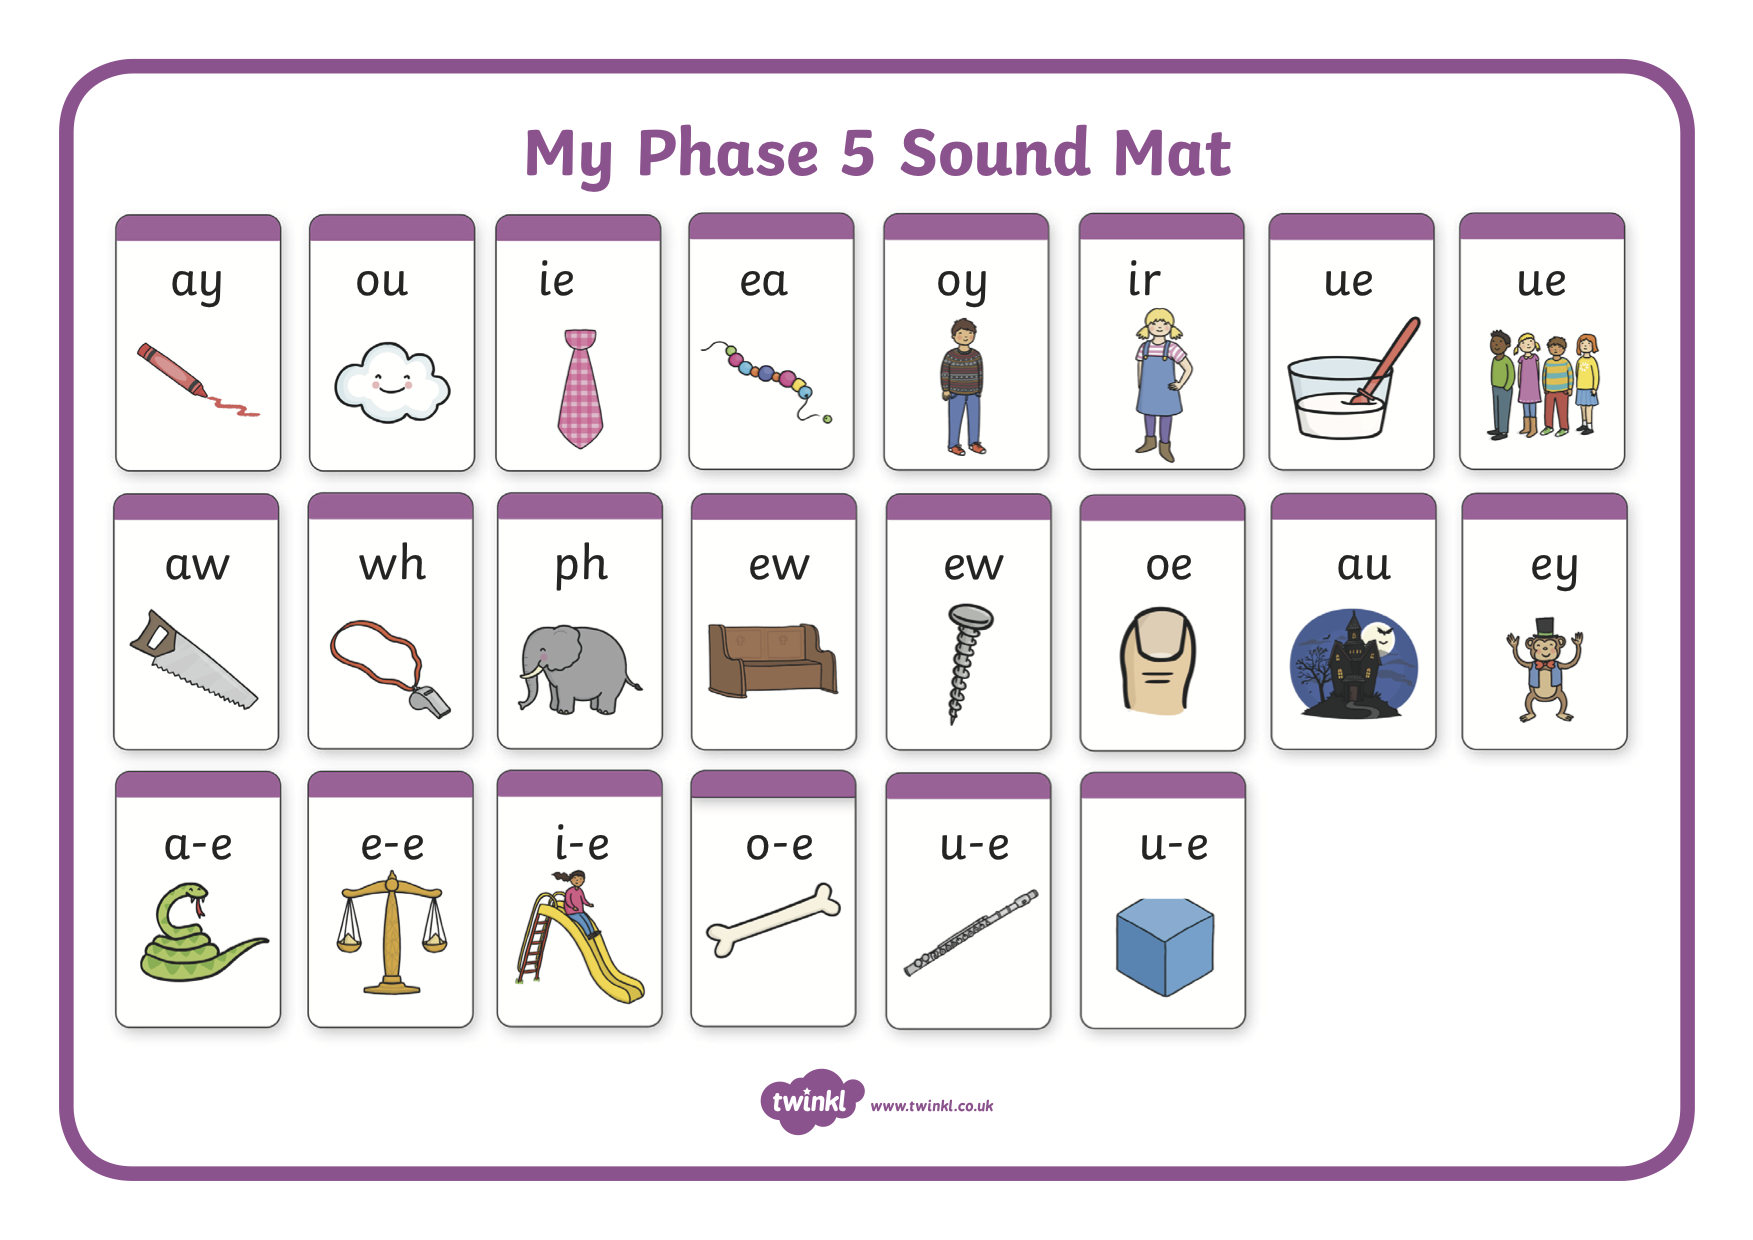 My Phase 5 Sound Mat
ay ou ie ea oy ir ue ue
aw wh ph ew ew oe au ey
a-e e-e i-e o-e u-e u-e
twinkl www.twinkl.co.uk